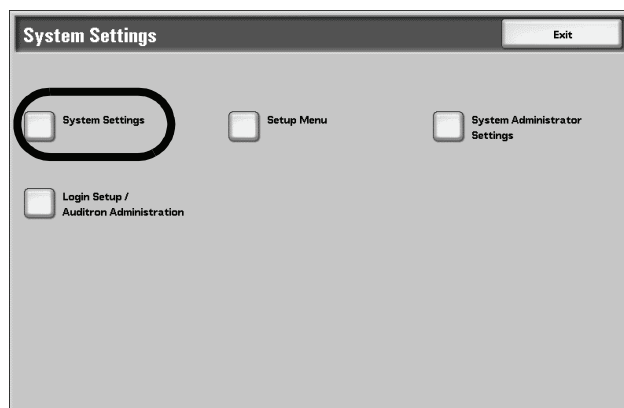 System Settings
Exit
System Settings
Setup Menu
System Administrator
Settings
Login Setup /
Auditron Administration